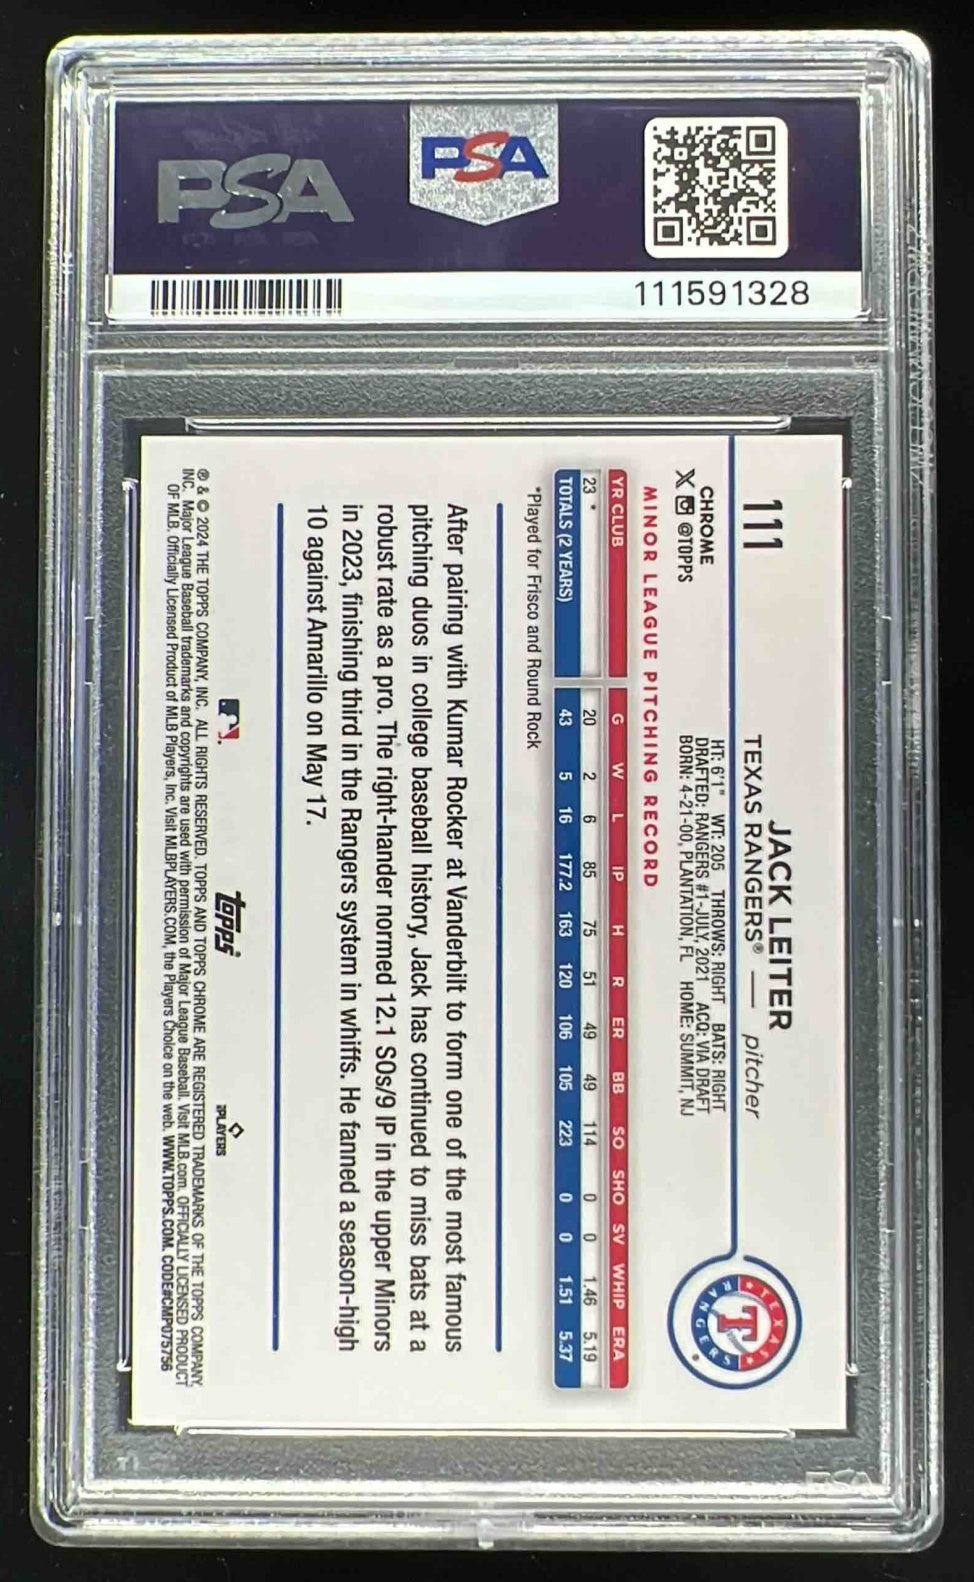 PSA
PSA
111591328
111
JACK LEITER
TEXAS RANGERS® — pitcher
CHROME
X @TOPPS
HT: 6'1" WT: 205 THROWS: RIGHT BATS: RIGHT
DRAFTED: RANGERS #1-JULY, 2021 ACQ: VIA DRAFT
BORN: 4-21-00, PLANTATION, FL HOME: SUMMIT, NJ
TEXAS RANGERS
T
MINOR LEAGUE PITCHING RECORD
YR CLUB G W L IP H R ER BB SO SHO SV WHIP ERA
23 * 20 2 6 85 75 51 49 49 114 0 0 1.46 5.19
TOTALS (2 YEARS) 43 5 16 177.2 163 120 106 105 223 0 0 1.51 5.37
*Played for Frisco and Round Rock
After pairing with Kumar Rocker at Vanderbilt to form one of the most famous
pitching duos in college baseball history, Jack has continued to miss bats at a
robust rate as a pro. The right-hander normed 12.1 SOs/9 IP in the upper Minors
in 2023, finishing third in the Rangers system in whiffs. He fanned a season-high
10 against Amarillo on May 17.
topps
PLAYERS
® & © 2024 THE TOPPS COMPANY, INC. ALL RIGHTS RESERVED. TOPPS AND TOPPS CHROME ARE REGISTERED TRADEMARKS OF THE TOPPS COMPANY,
INC. Major League Baseball trademarks and copyrights are used with permission of Major League Baseball. Visit MLB.com. OFFICIALLY LICENSED PRODUCT
OF MLB. Officially Licensed Product of MLB Players, Inc. Visit MLBPLAYERS.COM, the Players Choice on the web. WWW.TOPPS.COM. CODE#CMP075756
PSA